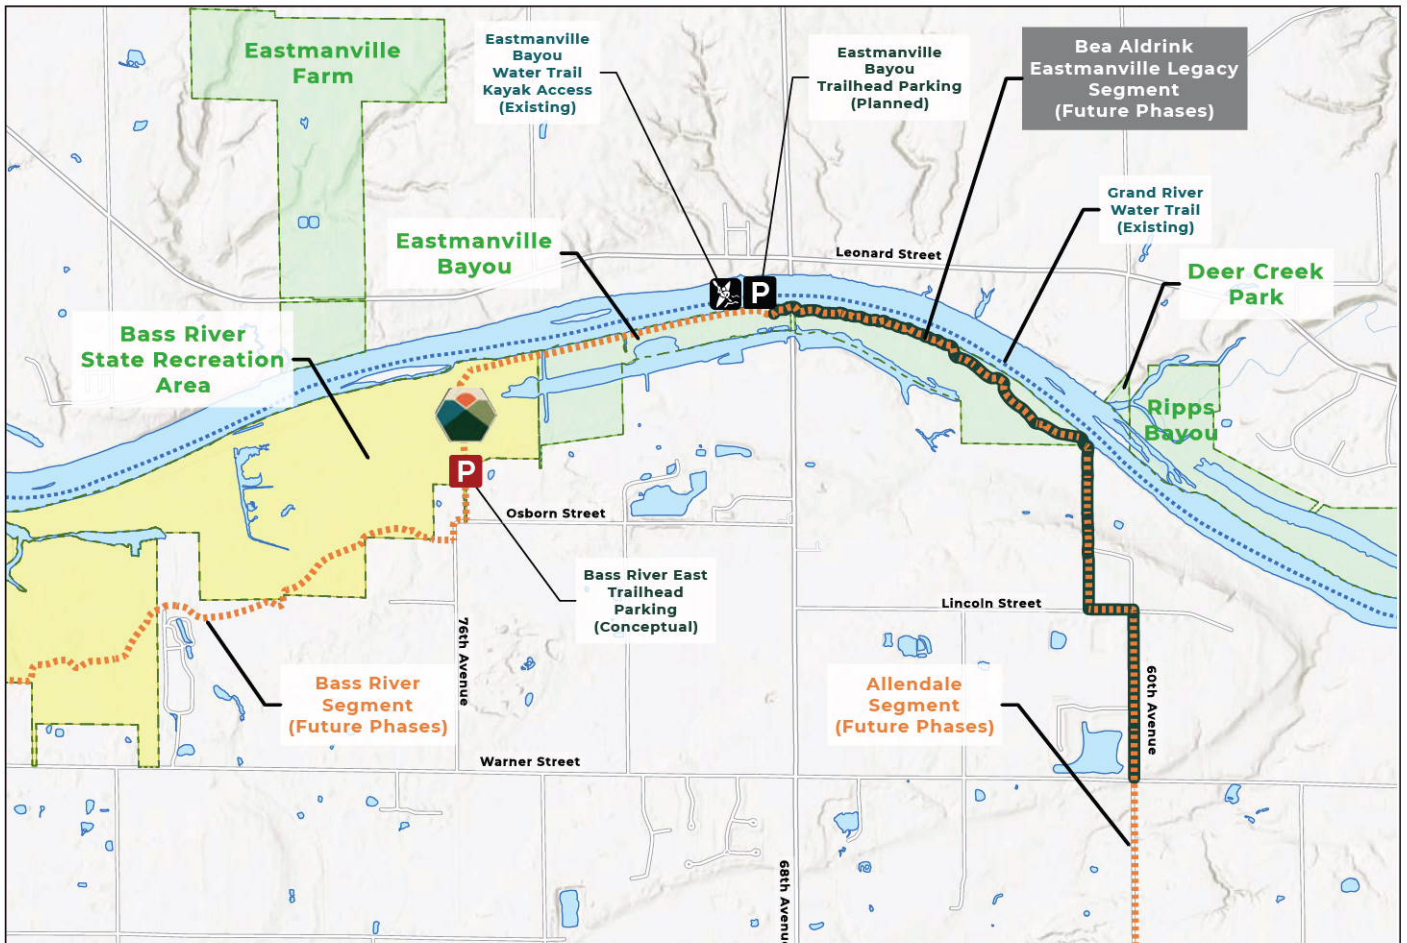 Eastmanville
Farm
Eastmanville
Bayou
Water Trail
Kayak Access
(Existing)
Eastmanville
Bayou
Trailhead Parking
(Planned)
Bea Aldrink
Eastmanville Legacy
Segment
(Future Phases)
Grand River
Water Trail
(Existing)
Leonard Street
Eastmanville
Bayou
Deer Creek
Park
P
Bass River
State Recreation
Area
Ripps
Bayou
P
Osborn Street
Bass River East
Trailhead
Parking
(Conceptual)
Lincoln Street
76th Avenue
Bass River
Segment
(Future Phases)
Allendale
Segment
(Future Phases)
60th Avenue
Warner Street
68th Avenue